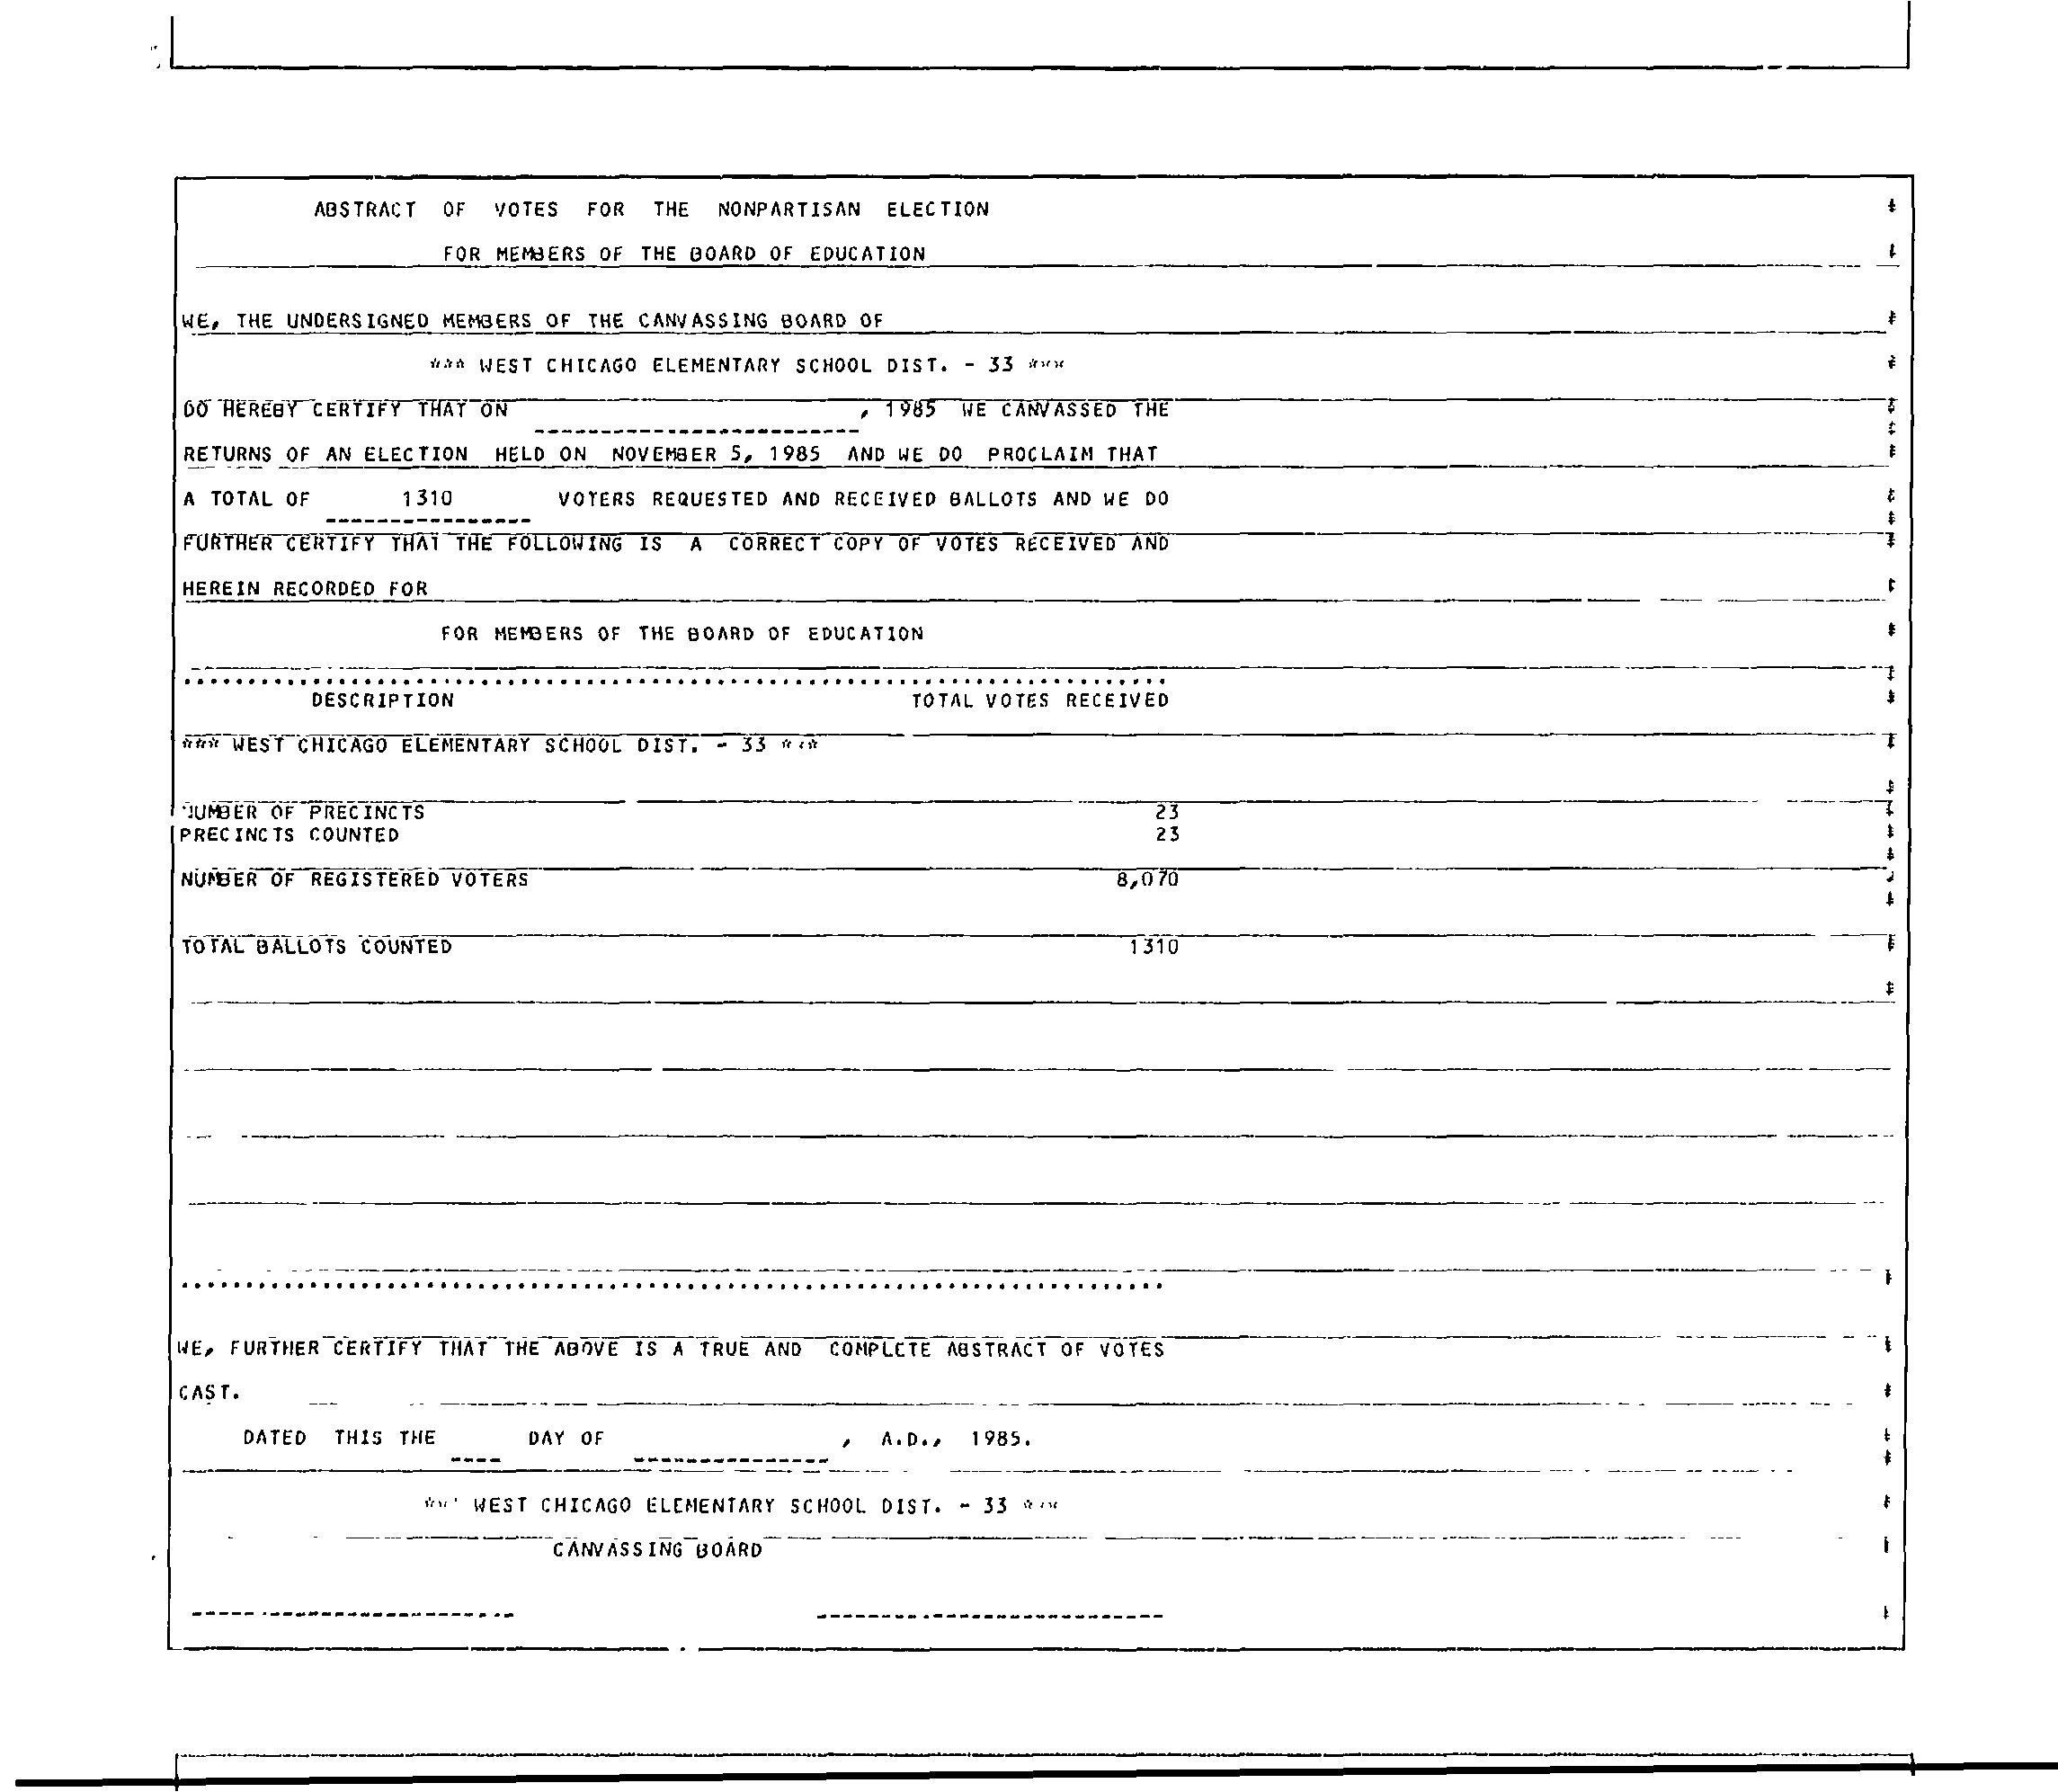 ABSTRACT OF VOTES FOR THE NONPARTISAN ELECTION
FOR MEMBERS OF THE BOARD OF EDUCATION
WE, THE UNDERSIGNED MEMBERS OF THE CANVASSING BOARD OF
*** WEST CHICAGO ELEMENTARY SCHOOL DIST. - 33 ***
DO HEREBY CERTIFY THAT ON , 1985 WE CANVASSED THE
RETURNS OF AN ELECTION HELD ON NOVEMBER 5, 1985 AND WE DO PROCLAIM THAT
A TOTAL OF 1310 VOTERS REQUESTED AND RECEIVED BALLOTS AND WE DO
FURTHER CERTIFY THAT THE FOLLOWING IS A CORRECT COPY OF VOTES RECEIVED AND
HEREIN RECORDED FOR
FOR MEMBERS OF THE BOARD OF EDUCATION
DESCRIPTION TOTAL VOTES RECEIVED
*** WEST CHICAGO ELEMENTARY SCHOOL DIST. - 33 ***
NUMBER OF PRECINCTS 23
PRECINCTS COUNTED 23
NUMBER OF REGISTERED VOTERS 8,070
TOTAL BALLOTS COUNTED 1310
WE, FURTHER CERTIFY THAT THE ABOVE IS A TRUE AND COMPLETE ABSTRACT OF VOTES
CAST.
DATED THIS THE DAY OF , A.D., 1985.
*** WEST CHICAGO ELEMENTARY SCHOOL DIST. - 33 ***
CANVASSING BOARD